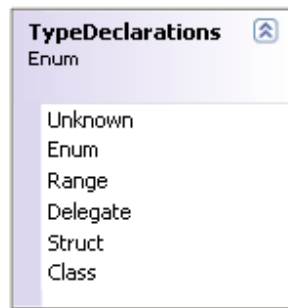 TypeDeclarations
Enum
Unknown
Enum
Range
Delegate
Struct
Class